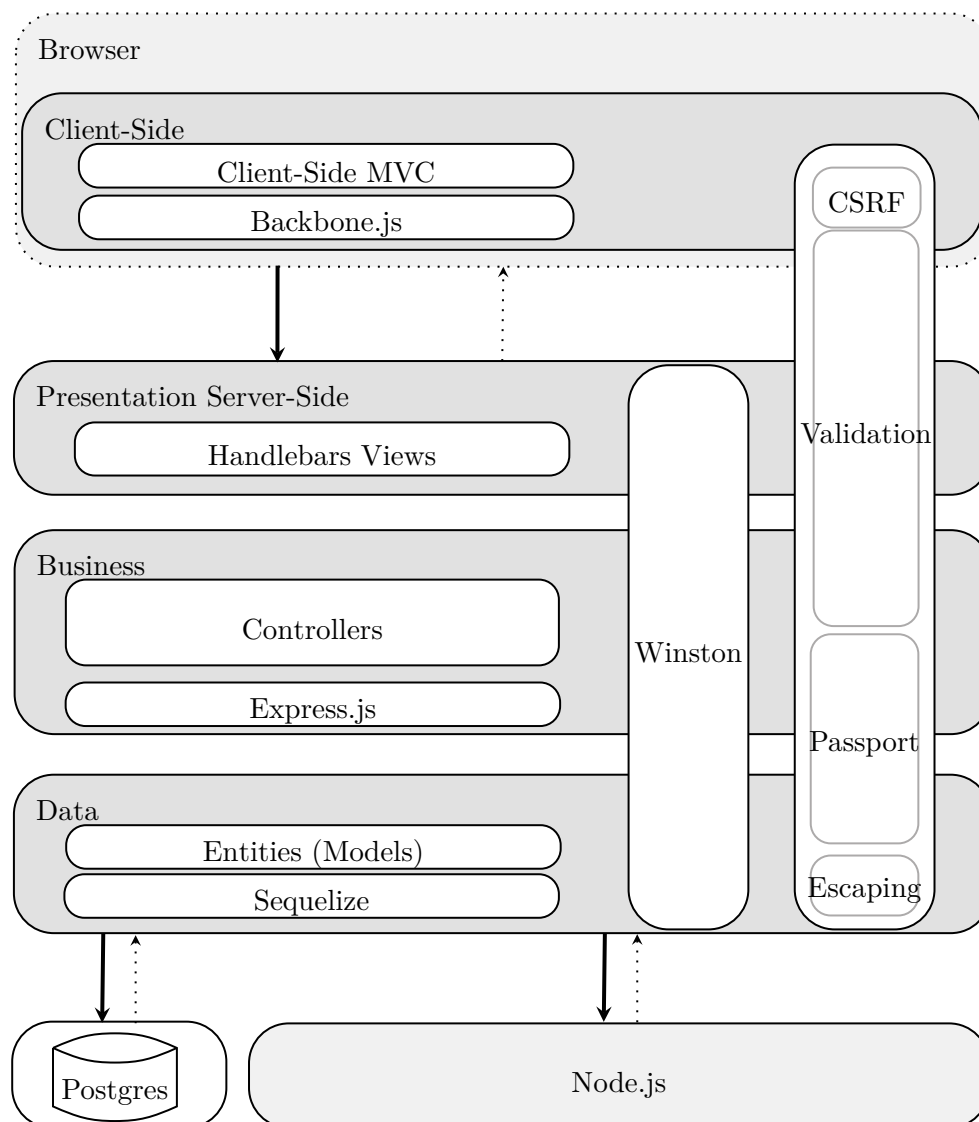 Browser
Client-Side
Client-Side MVC
Backbone.js
CSRF
Presentation Server-Side
Handlebars Views
Validation
Business
Controllers
Express.js
Winston
Passport
Data
Entities (Models)
Sequelize
Escaping
Postgres
Node.js